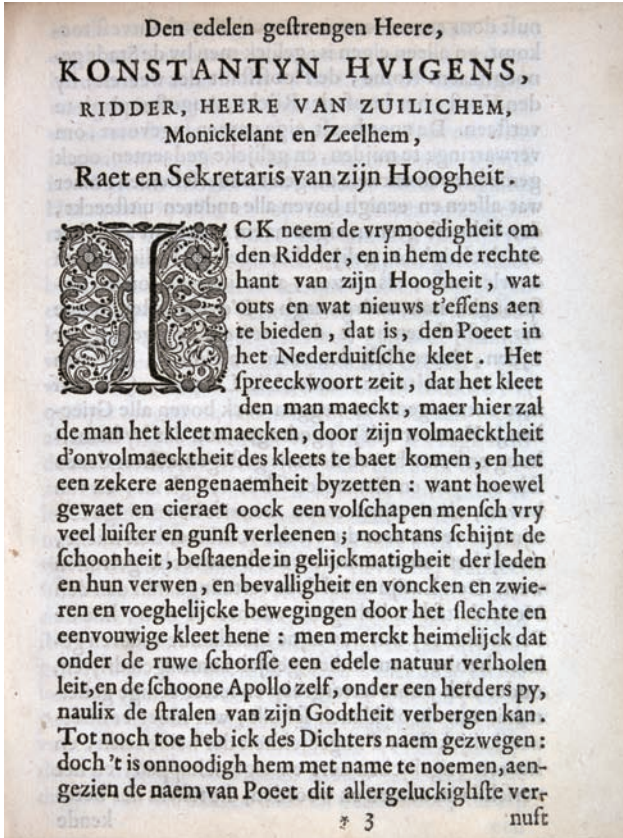 Den edelen geſtrengen Heere,
KONSTANTYN HVIGENS,
RIDDER, HEERE VAN ZUILICHEM,
Monickelant en Zeelhem,
Raet en Sekretaris van zijn Hoogheit.
ICK neem de vrymoedigheit om
den Ridder, en in hem de rechte
hant van zijn Hoogheit, wat
outs en wat nieuws t'effens aen
te bieden, dat is, den Poeet in
het Nederduitſche kleet. Het
ſpreeckwoort zeit, dat het kleet
den man maeckt, maer hier zal
de man het kleet maecken, door zijn volmaecktheit
d'onvolmaecktheit des kleets te baet komen, en het
een zekere aengenaemheit byzetten: want hoewel
gewaet en cieraet oock een volſchapen menſch vry
veel luiſter en gunſt verleenen; nochtans ſchijnt de
ſchoonheit, beſtaende in gelijckmatigheit der leden
en hun verwen, en bevalligheit en voncken en zwie-
ren en voeghelijcke bewegingen door het ſlechte en
eenvouwige kleet hene: men merckt heimelijck dat
onder de ruwe ſchorſſe een edele natuur verholen
leit, en de ſchoone Apollo zelf, onder een herders py,
naulix de ſtralen van zijn Godtheit verbergen kan.
Tot noch toe heb ick des Dichters naem gezwegen:
doch 't is onnoodigh hem met name te noemen, aen-
gezien de naem van Poeet dit allergeluckighſte ver-
* 3 nuft